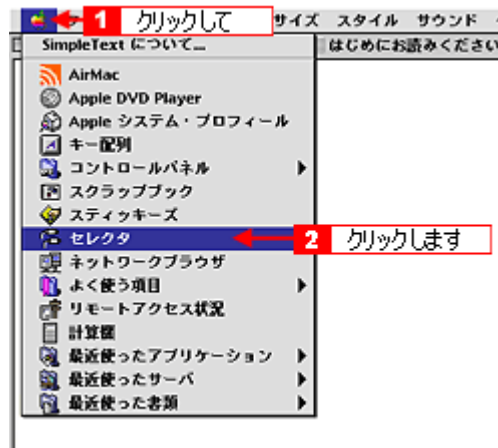 1 クリックして サイズ スタイル サウンド
SimpleText について... はじめにお読みください
AirMac
Apple DVD Player
Apple システム・プロフィール
キー配列
コントロールパネル
スクラップブック
スティッキーズ
セレクタ 2 クリックします
ネットワークブラウザ
よく使う項目
リモートアクセス状況
計算機
最近使ったアプリケーション
最近使ったサーバ
最近使った書類